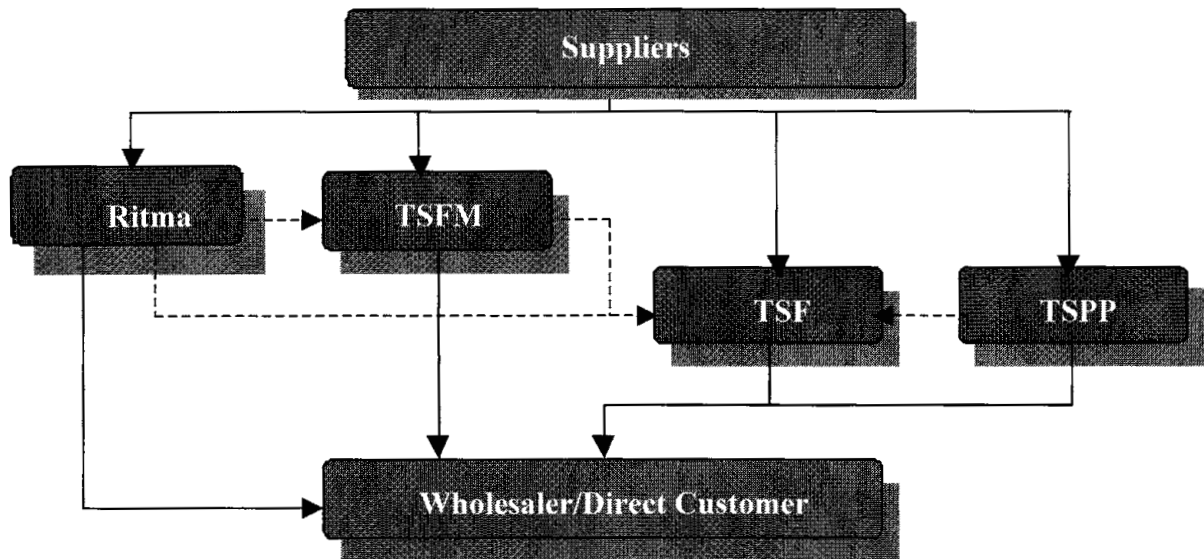 Suppliers
Ritma
TSFM
TSF
TSPP
Wholesaler/Direct Customer